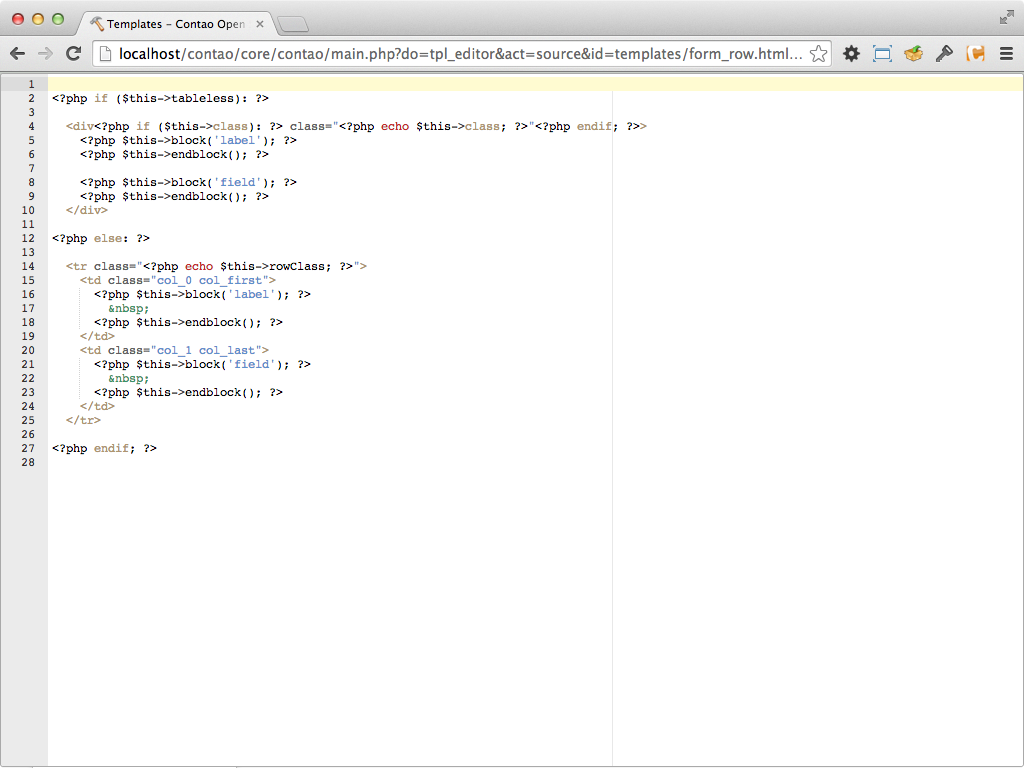 Templates – Contao Open
localhost/contao/core/contao/main.php?do=tpl_editor&act=source&id=templates/form_row.html...
1
2 <?php if ($this->tableless): ?>
3
4 <div<?php if ($this->class): ?> class="<?php echo $this->class; ?>"<?php endif; ?>>
5 <?php $this->block('label'); ?>
6 <?php $this->endblock(); ?>
7
8 <?php $this->block('field'); ?>
9 <?php $this->endblock(); ?>
10 </div>
11
12 <?php else: ?>
13
14 <tr class="<?php echo $this->rowClass; ?>">
15 <td class="col_0 col_first">
16 <?php $this->block('label'); ?>
17 &nbsp;
18 <?php $this->endblock(); ?>
19 </td>
20 <td class="col_1 col_last">
21 <?php $this->block('field'); ?>
22 &nbsp;
23 <?php $this->endblock(); ?>
24 </td>
25 </tr>
26
27 <?php endif; ?>
28